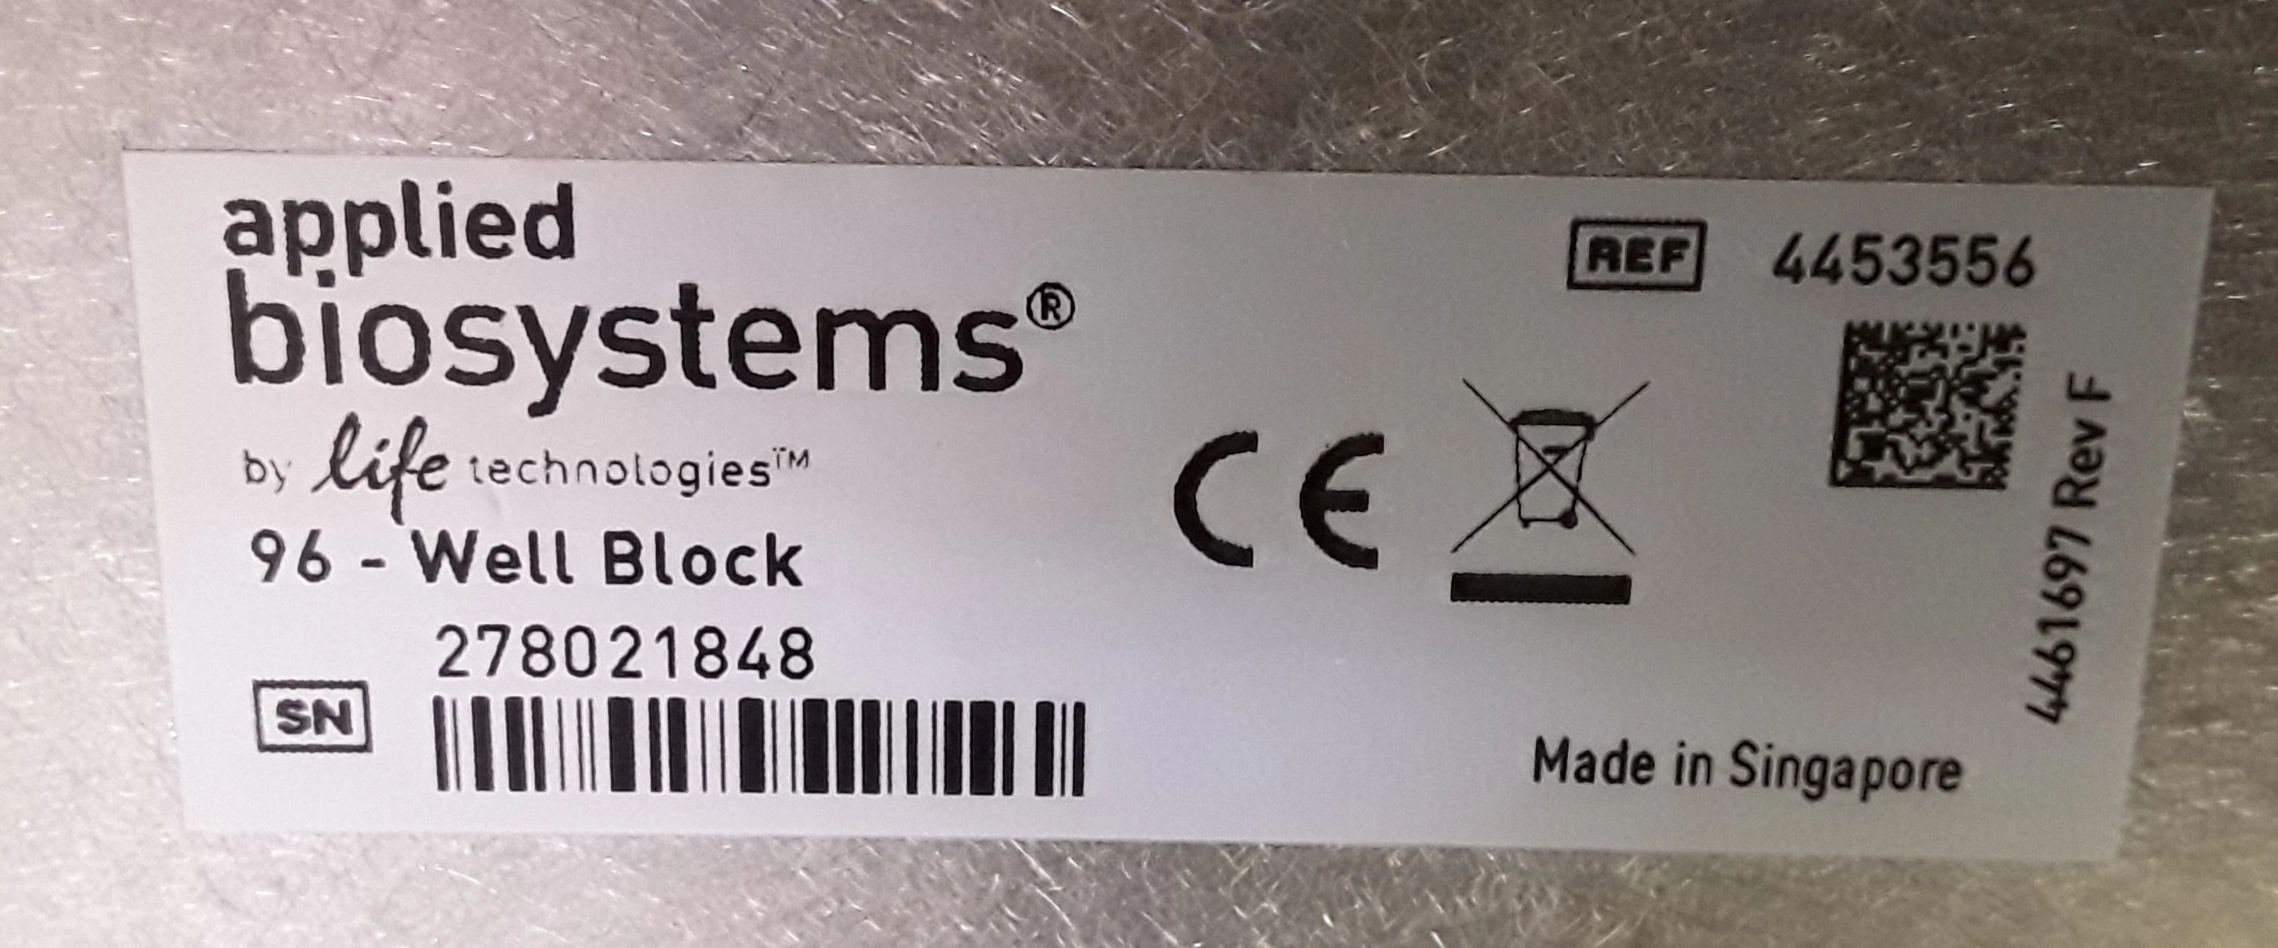 applied
biosystems®
by life technologies™
96 - Well Block
278021848
SN
REF 4453556
CE
4461697 Rev F
Made in Singapore